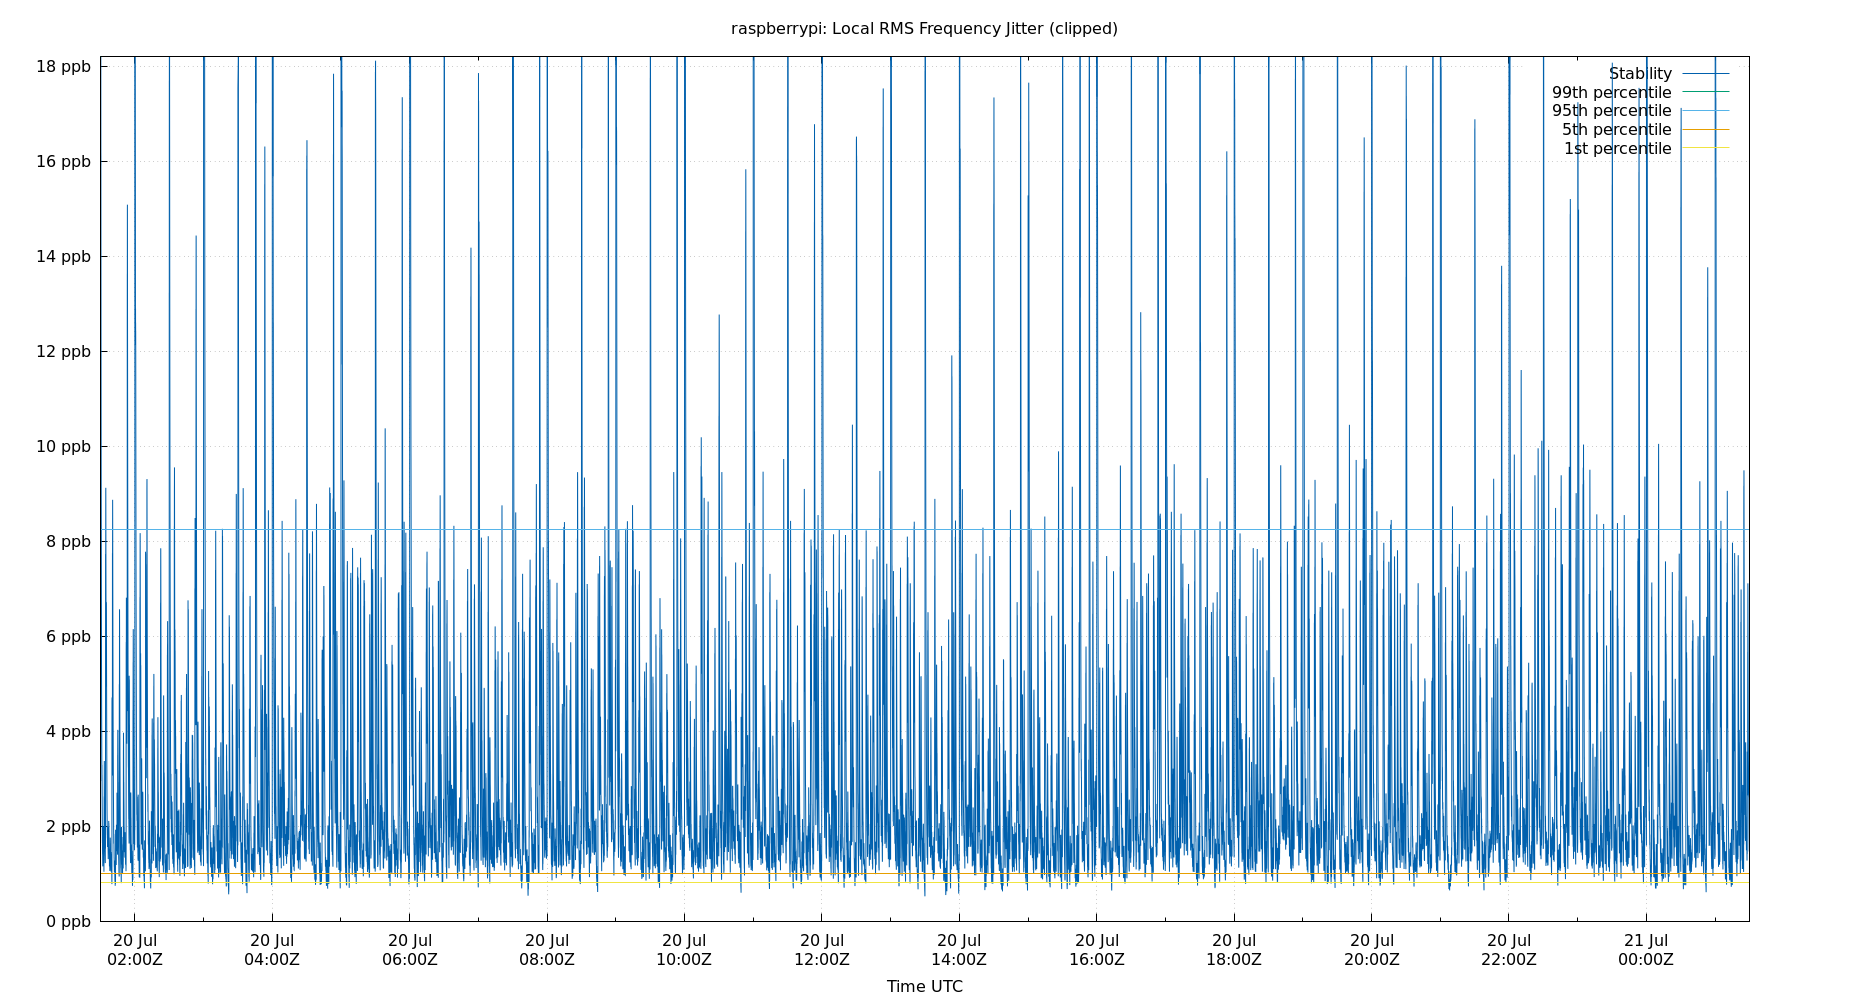 raspberrypi: Local RMS Frequency Jitter (clipped)
18 ppb
16 ppb
14 ppb
12 ppb
10 ppb
8 ppb
6 ppb
4 ppb
2 ppb
0 ppb
Stability
99th percentile
95th percentile
5th percentile
1st percentile
20 Jul 20 Jul 20 Jul 20 Jul 20 Jul 20 Jul 20 Jul 20 Jul 20 Jul 20 Jul 20 Jul 21 Jul
02:00Z 04:00Z 06:00Z 08:00Z 10:00Z 12:00Z 14:00Z 16:00Z 18:00Z 20:00Z 22:00Z 00:00Z
Time UTC